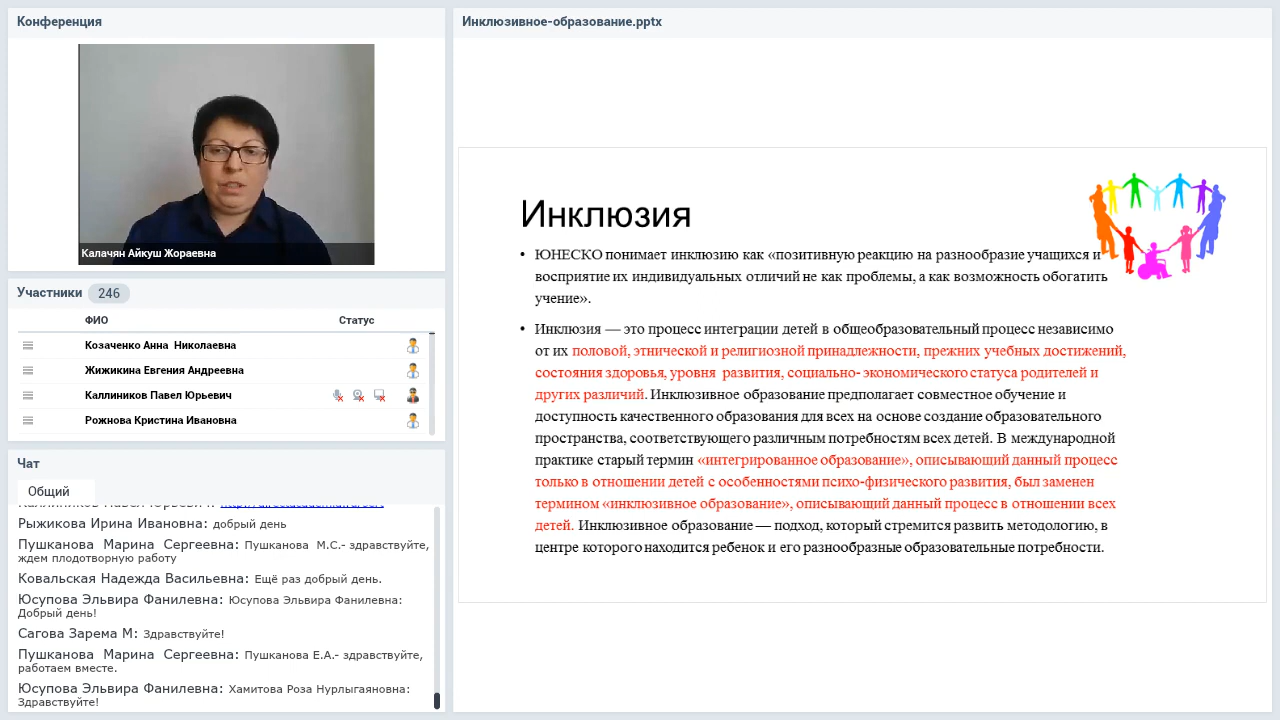 Конференция
Калачян Айкуш Жораевна
Участники 246
ФИО Статус
Козаченко Анна Николаевна
Жижикина Евгения Андреевна
Каллиников Павел Юрьевич
Рожнова Кристина Ивановна
Чат
Общий
Рыжикова Ирина Ивановна: добрый день
Пушканова Марина Сергеевна: Пушканова М.С.- здравствуйте,
ждем плодотворную работу
Ковальская Надежда Васильевна: Ещё раз добрый день.
Юсупова Эльвира Фанилевна: Юсупова Эльвира Фанилевна:
Добрый день!
Сагова Зарема М: Здравствуйте!
Пушканова Марина Сергеевна: Пушканова Е.А.- здравствуйте,
работаем вместе.
Юсупова Эльвира Фанилевна: Хамитова Роза Нурлыгаяновна:
Здравствуйте!
Инклюзивное-образование.pptx
Инклюзия
• ЮНЕСКО понимает инклюзию как «позитивную реакцию на разнообразие учащихся и
восприятие их индивидуальных отличий не как проблемы, а как возможность обогатить
учение».
• Инклюзия — это процесс интеграции детей в общеобразовательный процесс независимо
от их половой, этнической и религиозной принадлежности, прежних учебных достижений,
состояния здоровья, уровня развития, социально- экономического статуса родителей и
других различий. Инклюзивное образование предполагает совместное обучение и
доступность качественного образования для всех на основе создание образовательного
пространства, соответствующего различным потребностям всех детей. В международной
практике старый термин «интегрированное образование», описывающий данный процесс
только в отношении детей с особенностями психо-физического развития, был заменен
термином «инклюзивное образование», описывающий данный процесс в отношении всех
детей. Инклюзивное образование — подход, который стремится развить методологию, в
центре которого находится ребенок и его разнообразные образовательные потребности.